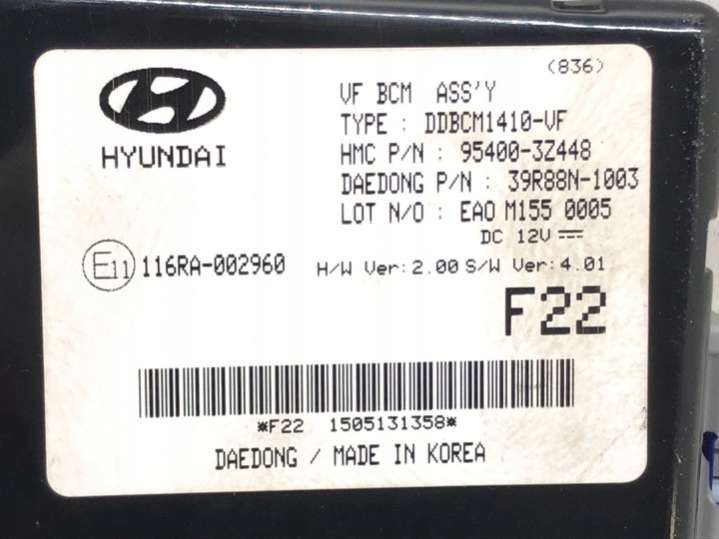 (836)
VF BCM ASS'Y
TYPE : DDBCM1410-VF
HYUNDAI
HMC P/N : 95400-3Z448
DAEDONG P/N : 39R88N-1003
LOT N/O : EAO M155 0005
DC 12V
E11 116RA-002960
H/W Ver:2.00 S/W Ver:4.01
F22
*F22 1505131358*
DAEDONG / MADE IN KOREA